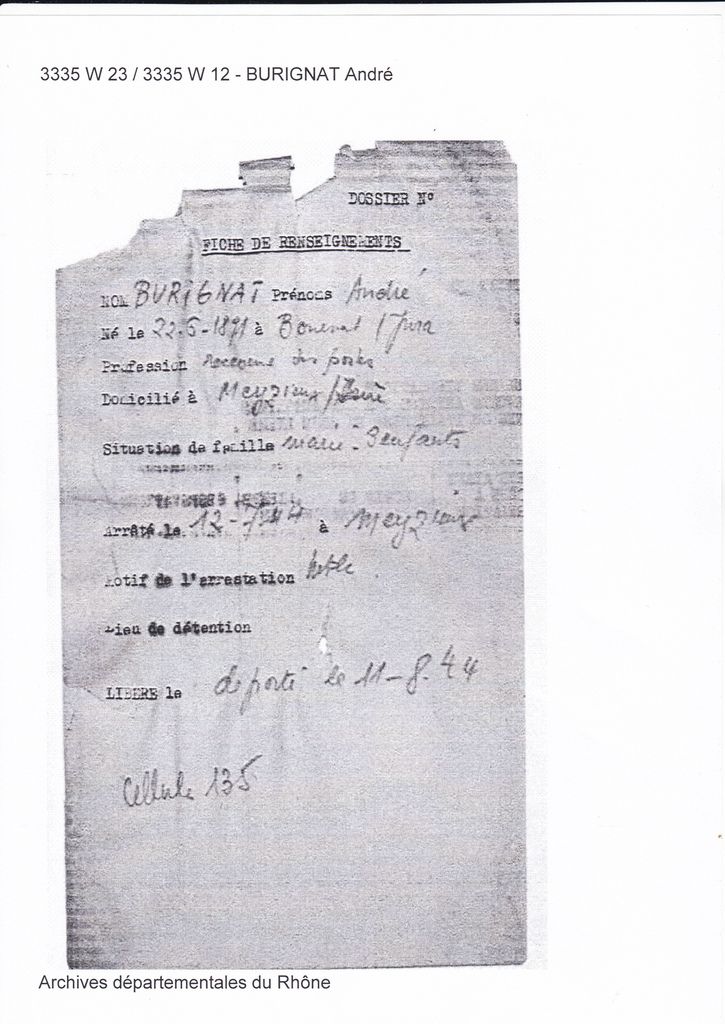 3335 W 23 / 3335 W 12 - BURIGNAT André
DOSSIER N°
FICHE DE RENSEIGNEMENTS
NOM BURIGNAT Prénoms André
Né le 22-6-1891 à /Jura
Profession receveur des postes
Domicilié à Meyzieux/Isère
Situation de famille marié - 3 enfants
Arrêté le 12-7-44 à Meyzieux
Motif de l'arrestation
Lieu de détention
LIBERE le déporté le 11-8-44
Cellule 135
Archives départementales du Rhône